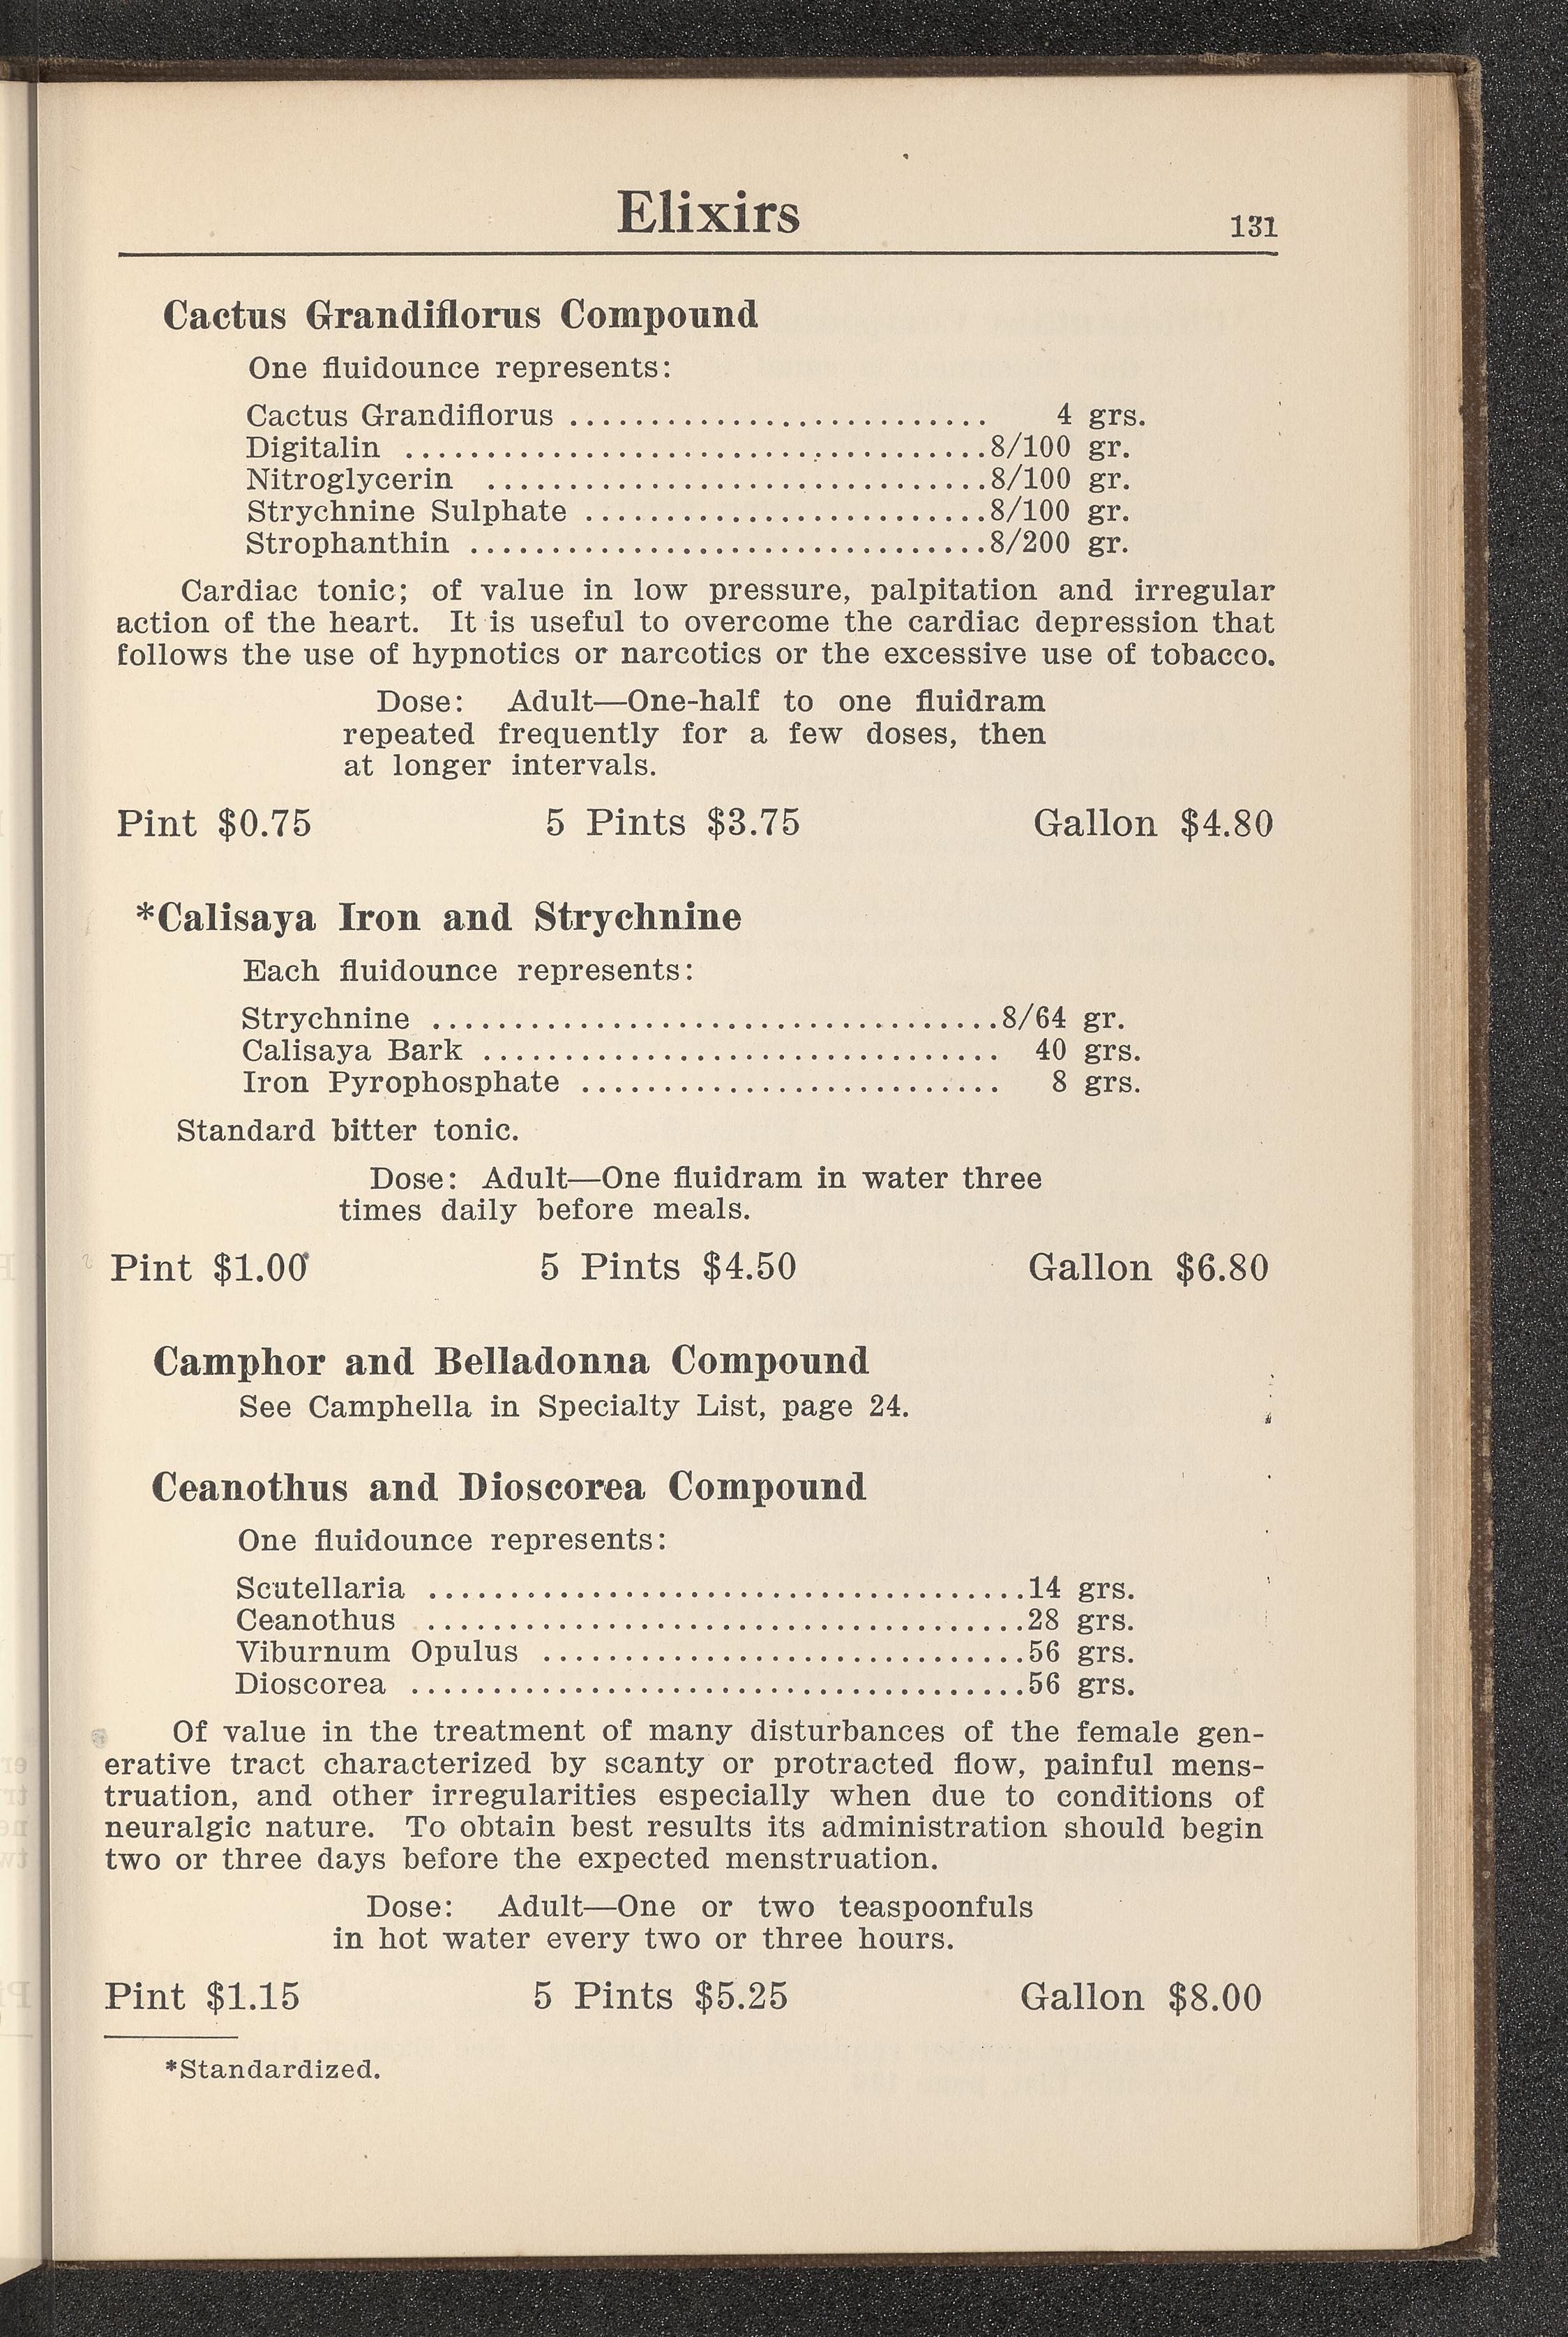 Elixirs 131
Cactus Grandiflorus Compound
One fluidounce represents:
Cactus Grandiflorus .......................... 4 grs.
Digitalin ....................................8/100 gr.
Nitroglycerin ...............................8/100 gr.
Strychnine Sulphate .........................8/100 gr.
Strophanthin ................................8/200 gr.
Cardiac tonic; of value in low pressure, palpitation and irregular
action of the heart. It is useful to overcome the cardiac depression that
follows the use of hypnotics or narcotics or the excessive use of tobacco.
Dose: Adult—One-half to one fluidram
repeated frequently for a few doses, then
at longer intervals.
Pint $0.75 5 Pints $3.75 Gallon $4.80
*Calisaya Iron and Strychnine
Each fluidounce represents:
Strychnine ...................................8/64 gr.
Calisaya Bark ................................ 40 grs.
Iron Pyrophosphate .......................... 8 grs.
Standard bitter tonic.
Dose: Adult—One fluidram in water three
times daily before meals.
Pint $1.00 5 Pints $4.50 Gallon $6.80
Camphor and Belladonna Compound
See Camphella in Specialty List, page 24.
Ceanothus and Dioscorea Compound
One fluidounce represents:
Scutellaria .....................................14 grs.
Ceanothus .....................................28 grs.
Viburnum Opulus ..............................56 grs.
Dioscorea ......................................56 grs.
Of value in the treatment of many disturbances of the female gen-
erative tract characterized by scanty or protracted flow, painful mens-
truation, and other irregularities especially when due to conditions of
neuralgic nature. To obtain best results its administration should begin
two or three days before the expected menstruation.
Dose: Adult—One or two teaspoonfuls
in hot water every two or three hours.
Pint $1.15 5 Pints $5.25 Gallon $8.00
*Standardized.